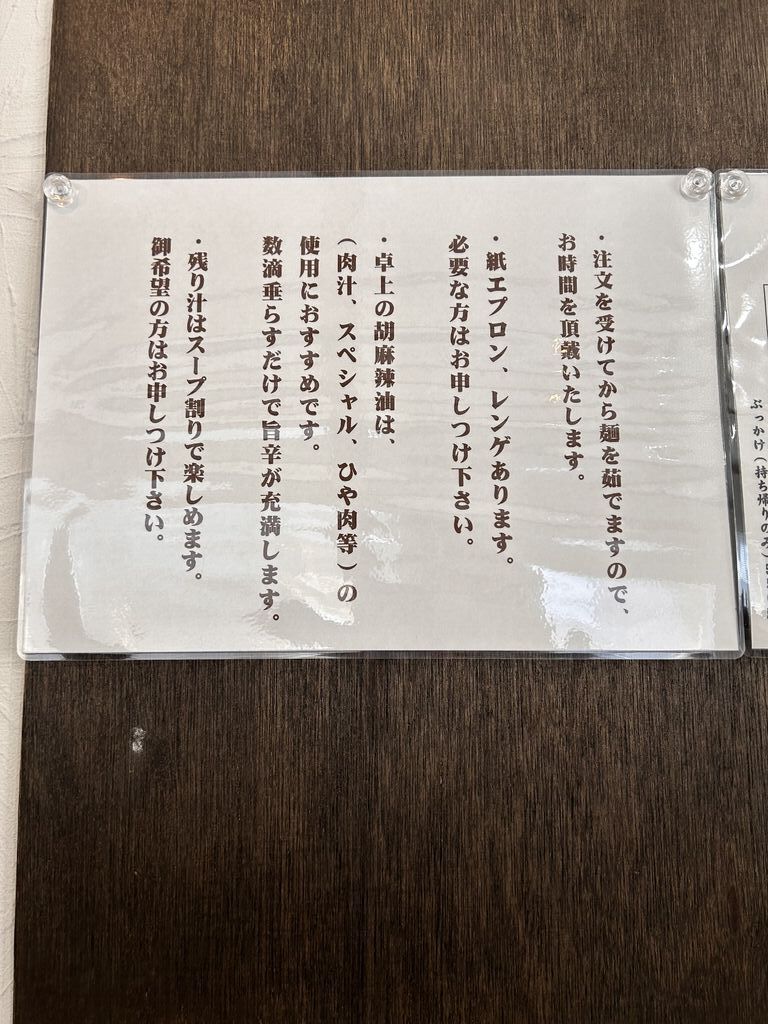 ・注文を受けてから麺を茹でますので、
お時間を頂戴いたします。
・紙エプロン、レンゲあります。
必要な方はお申しつけ下さい。
・卓上の胡麻辣油は、
（肉汁、スペシャル、ひや肉等）の
使用におすすめです。
数滴垂らすだけで旨辛が充満します。
・残り汁はスープ割りで楽しめます。
御希望の方はお申しつけ下さい。
ぶっかけ（持ち帰りのみ）